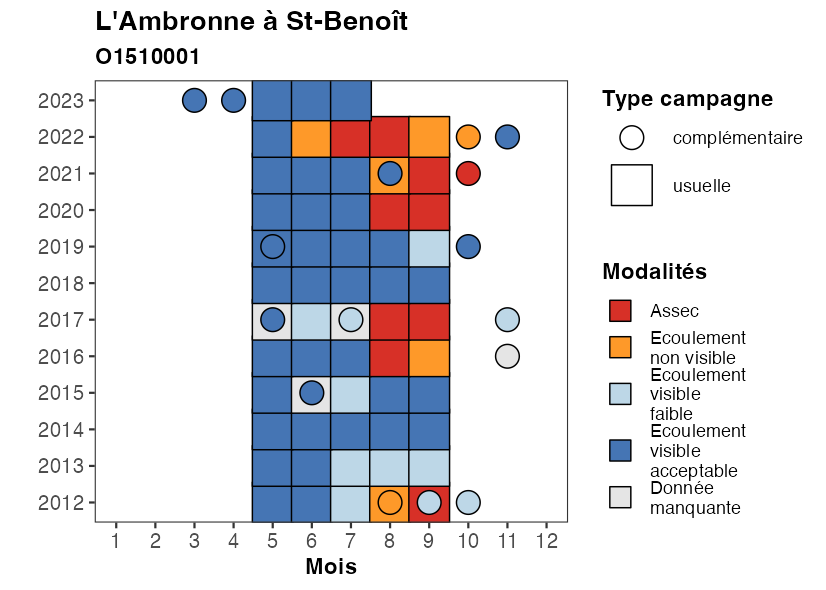 L'Ambronne à St-Benoît
O1510001
2023
2022
2021
2020
2019
2018
2017
2016
2015
2014
2013
2012
1 2 3 4 5 6 7 8 9 10 11 12
Mois
Type campagne
complémentaire
usuelle
Modalités
Assec
Ecoulement
non visible
Ecoulement
visible
faible
Ecoulement
visible
acceptable
Donnée
manquante